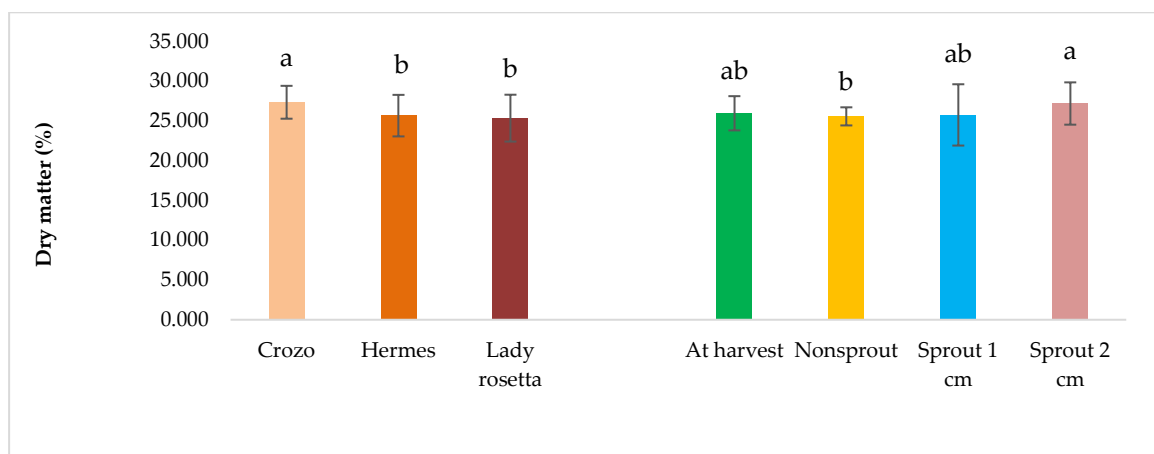 Dry matter (%)
35.000
30.000
25.000
20.000
15.000
10.000
5.000
0.000
a
b
b
ab
b
ab
a
Crozo
Hermes
Lady
rosetta
At harvest
Nonsprout
Sprout 1
cm
Sprout 2
cm